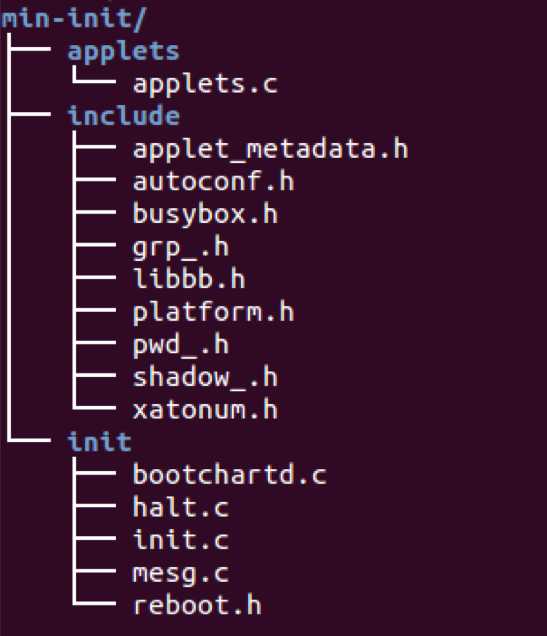 min-init/
applets
applets.c
include
applet_metadata.h
autoconf.h
busybox.h
grp_.h
libbb.h
platform.h
pwd_.h
shadow_.h
xatonum.h
init
bootchartd.c
halt.c
init.c
mesg.c
reboot.h